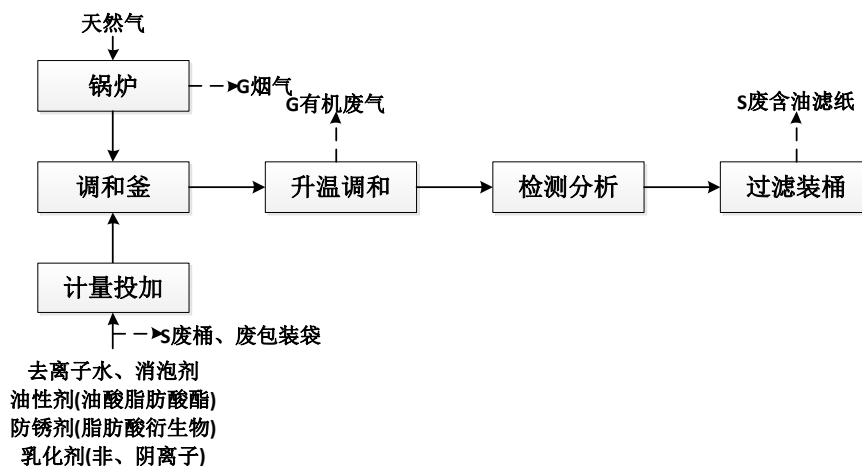 天然气
锅炉
G烟气
G有机废气
S废含油滤纸
调和釜
升温调和
检测分析
过滤装桶
计量投加
S废桶、废包装袋
去离子水、消泡剂
油性剂(油酸脂肪酸酯)
防锈剂(脂肪酸衍生物)
乳化剂(非、阴离子)